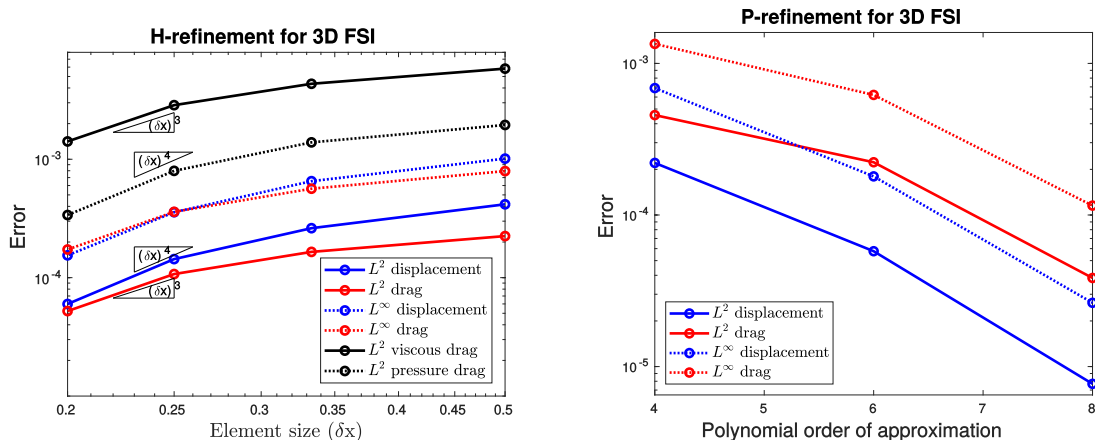 H-refinement for 3D FSI
Error
10⁻³
10⁻⁴
(δx)³
(δx)⁴
(δx)⁴
(δx)³
L² displacement
L² drag
L^∞ displacement
L^∞ drag
L² viscous drag
L² pressure drag
0.2 0.25 0.3 0.35 0.4 0.45 0.5
Element size (δx)
P-refinement for 3D FSI
Error
10⁻³
10⁻⁴
10⁻⁵
L² displacement
L² drag
L^∞ displacement
L^∞ drag
4 5 6 7 8
Polynomial order of approximation